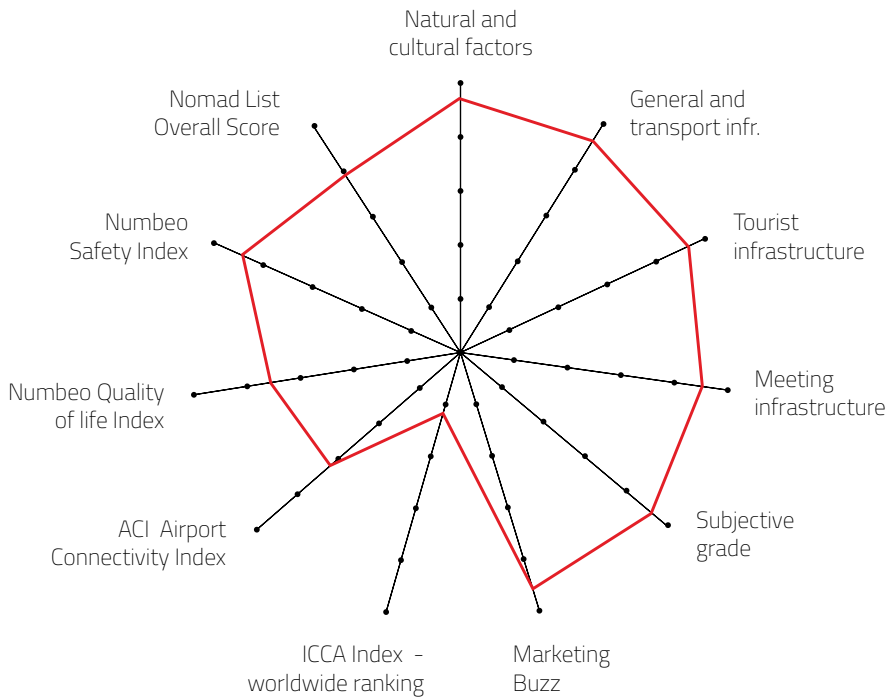 Natural and
cultural factors
General and
transport infr.
Tourist
infrastructure
Meeting
infrastructure
Subjective
grade
Marketing
Buzz
ICCA Index  -
worldwide ranking
ACI  Airport
Connectivity Index
Numbeo Quality
of life Index
Numbeo
Safety Index
Nomad List
Overall Score